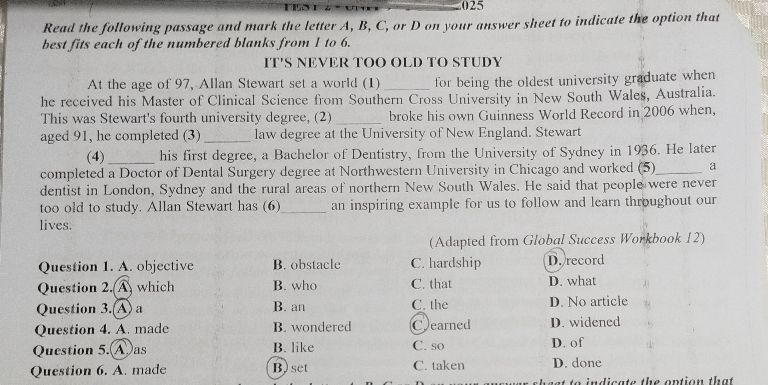 025
Read the following passage and mark the letter A, B, C, or D on your answer sheet to indicate the option that
best fits each of the numbered blanks from 1 to 6.
IT'S NEVER TOO OLD TO STUDY
At the age of 97, Allan Stewart set a world (1) ______ for being the oldest university graduate when
he received his Master of Clinical Science from Southern Cross University in New South Wales, Australia.
This was Stewart's fourth university degree, (2) ______ broke his own Guinness World Record in 2006 when,
aged 91, he completed (3) ______ law degree at the University of New England. Stewart
(4) ______ his first degree, a Bachelor of Dentistry, from the University of Sydney in 1936. He later
completed a Doctor of Dental Surgery degree at Northwestern University in Chicago and worked (5)______ a
dentist in London, Sydney and the rural areas of northern New South Wales. He said that people were never
too old to study. Allan Stewart has (6)______ an inspiring example for us to follow and learn throughout our
lives.
(Adapted from Global Success Workbook 12)
Question 1. A. objective B. obstacle C. hardship D. record
Question 2. A. which B. who C. that D. what
Question 3. A. a B. an C. the D. No article
Question 4. A. made B. wondered C. earned D. widened
Question 5. A. as B. like C. so D. of
Question 6. A. made B. set C. taken D. done
your answer sheet to indicate the option that